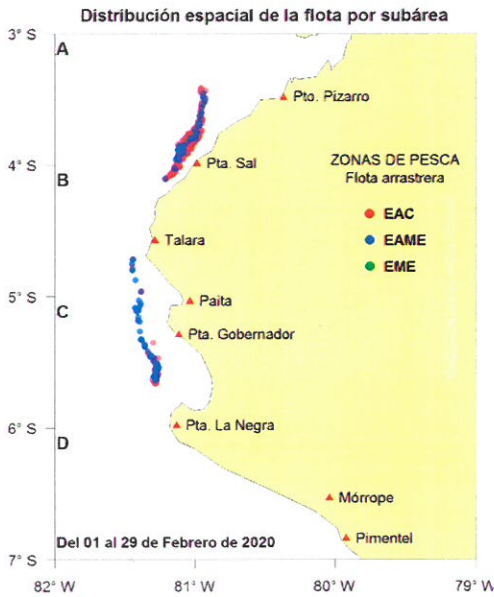 Distribución espacial de la flota por subárea
3° S
A
Pto. Pizarro
4° S
Pta. Sal
B
ZONAS DE PESCA
Flota arrastrera
EAC
EAME
EME
Talara
5° S
Paita
C
Pta. Gobernador
6° S
Pta. La Negra
D
Mórrope
Pimentel
Del 01 al 29 de Febrero de 2020
7° S
82° W
81° W
80° W
79° W